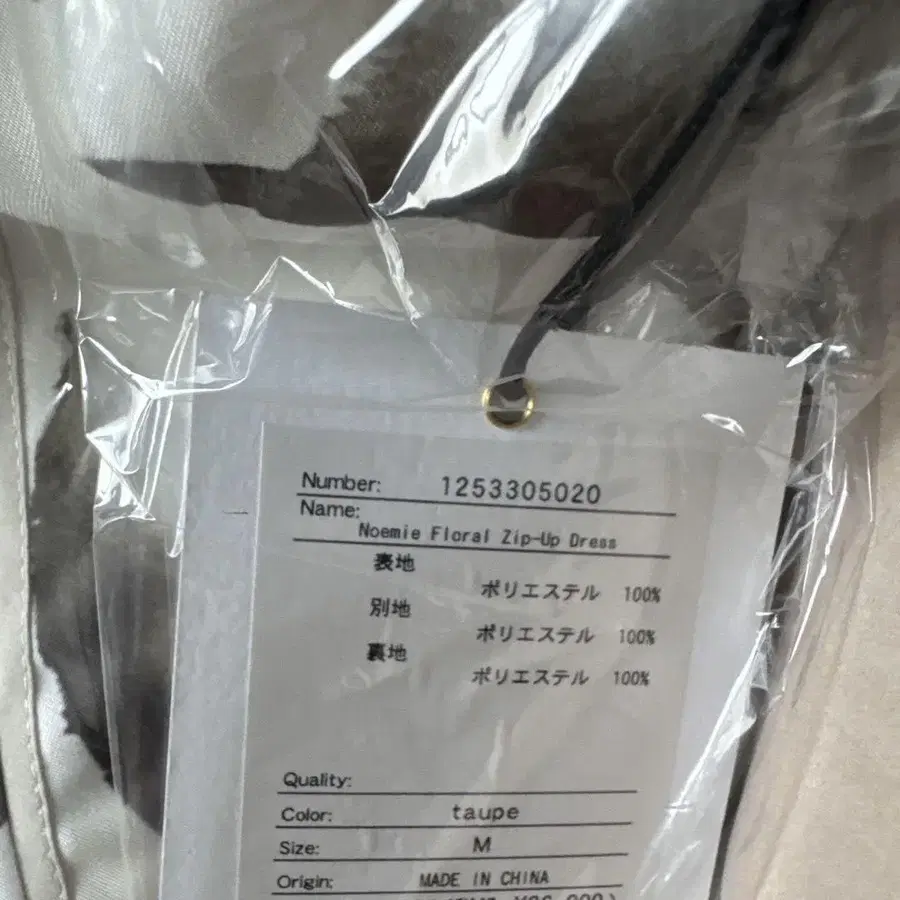 Number: 1253305020
Name:
Noemie Floral Zip-Up Dress
表地 ポリエステル 100%
別地 ポリエステル 100%
裏地 ポリエステル 100%
Quality:
Color: taupe
Size: M
Origin: MADE IN CHINA